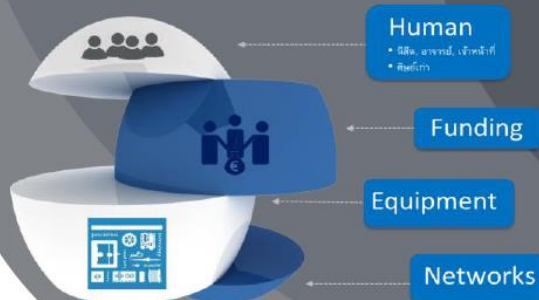 Human
• นิสิต, อาจารย์, เจ้าหน้าที่
• ศิษย์เก่า
Funding
Equipment
Networks